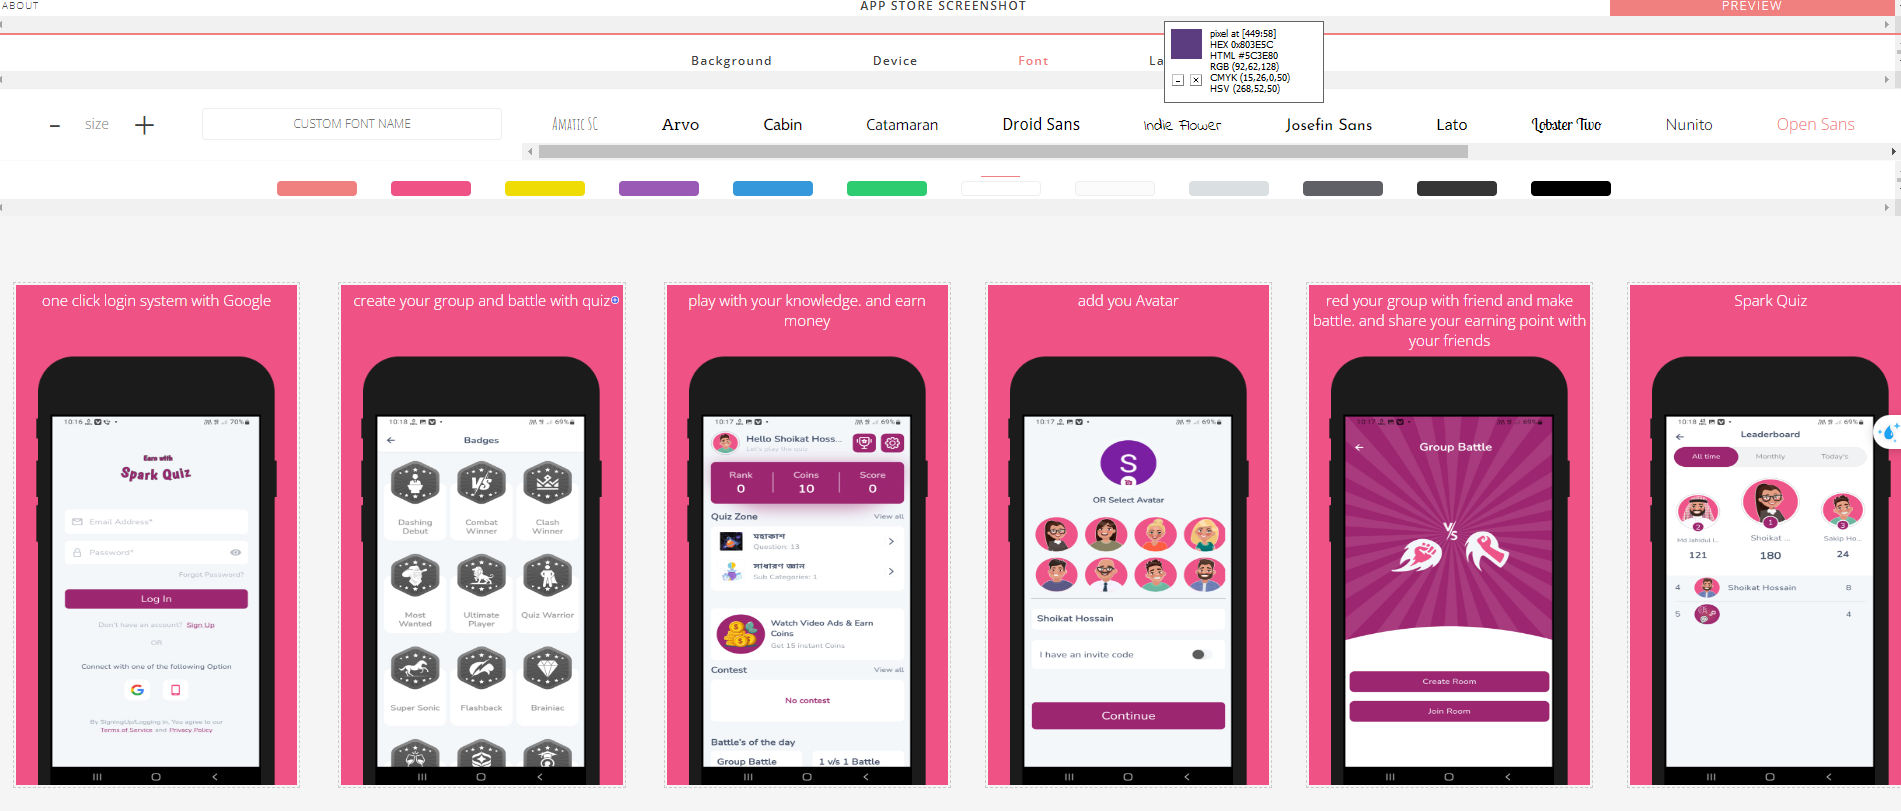 ABOUT
APP STORE SCREENSHOT
PREVIEW
Background
Device
Font
La
pixel at [449:58]
HEX 0x803E5C
HTML #5C3E80
RGB (92,62,128)
CMYK (15,26,0,50)
HSV (268,52,50)
size
CUSTOM FONT NAME
Amatic SC
Arvo
Cabin
Catamaran
Droid Sans
Indie Flower
Josefin Sans
Lato
Lobster Two
Nunito
Open Sans
one click login system with Google
10:16
70%
Earn with
Spark Quiz
Email Address*
Password*
Forgot Password?
Log In
Don't have an account? Sign Up
OR
Connect with one of the following Option
By SigningUp/Logging In, You agree to our
Terms of Service and Privacy Policy
create your group and battle with quiz
10:18
69%
Badges
Dashing
Debut
Combat
Winner
Clash
Winner
Most
Wanted
Ultimate
Player
Quiz Warrior
Super Sonic
Flashback
Brainiac
play with your knowledge. and earn
money
10:17
69%
Hello Shoikat Hoss...
Let's play the quiz
Rank
0
Coins
10
Score
0
Quiz Zone
View all
মহাকাশ
Question: 13
সাধারণ জ্ঞান
Sub Categories: 1
Watch Video Ads & Earn
Coins
Get 15 Instant Coins
Contest
View all
No contest
Battle's of the day
Group Battle
1 v/s 1 Battle
add you Avatar
10:17
69%
S
OR Select Avatar
Shoikat Hossain
I have an invite code
Continue
red your group with friend and make
battle. and share your earning point with
your friends
10:17
69%
Group Battle
V/S
Create Room
Join Room
Spark Quiz
10:18
69%
Leaderboard
All time
Monthly
Today's
2
1
3
Md Jahidul I...
121
Shoikat ...
180
Sakip Ho...
24
4
Shoikat Hossain
8
5
4